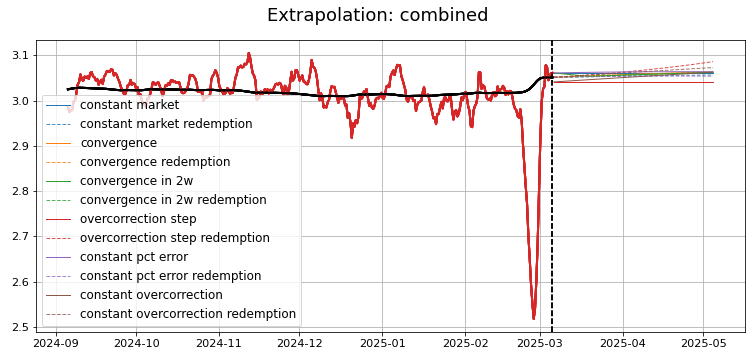 Extrapolation: combined
3.1
3.0
2.9
2.8
2.7
2.6
2.5
constant market
constant market redemption
convergence
convergence redemption
convergence in 2w
convergence in 2w redemption
overcorrection step
overcorrection step redemption
constant pct error
constant pct error redemption
constant overcorrection
constant overcorrection redemption
2024-09 2024-10 2024-11 2024-12 2025-01 2025-02 2025-03 2025-04 2025-05